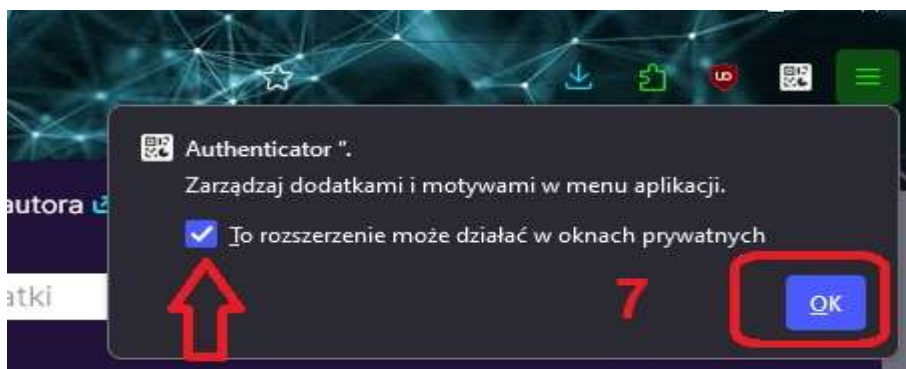 Authenticator ".
Zarządzaj dodatkami i motywami w menu aplikacji.
autora
To rozszerzenie może działać w oknach prywatnych
atki
7
OK